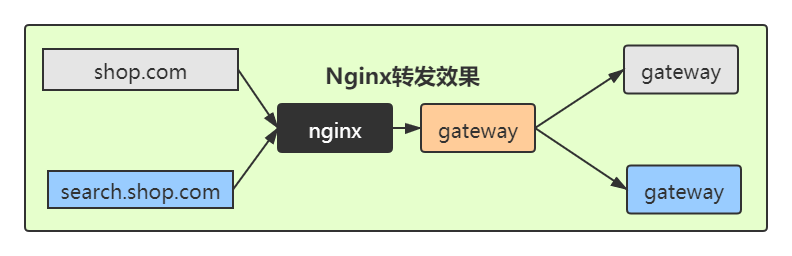 Nginx转发效果
shop.com
search.shop.com
nginx
gateway
gateway
gateway